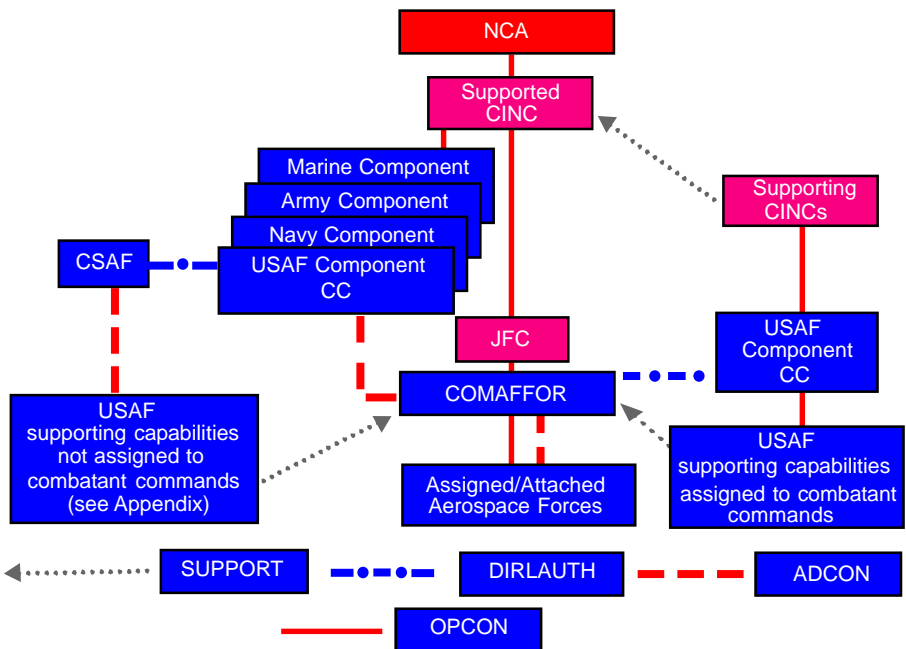 NCA
Supported
CINC
Marine Component
Army Component
Navy Component
USAF Component
CC
CSAF
Supporting
CINCs
JFC
USAF
Component
CC
COMAFFOR
USAF
supporting capabilities
not assigned to
combatant commands
(see Appendix)
Assigned/Attached
Aerospace Forces
USAF
supporting capabilities
assigned to combatant
commands
SUPPORT
DIRLAUTH
ADCON
OPCON